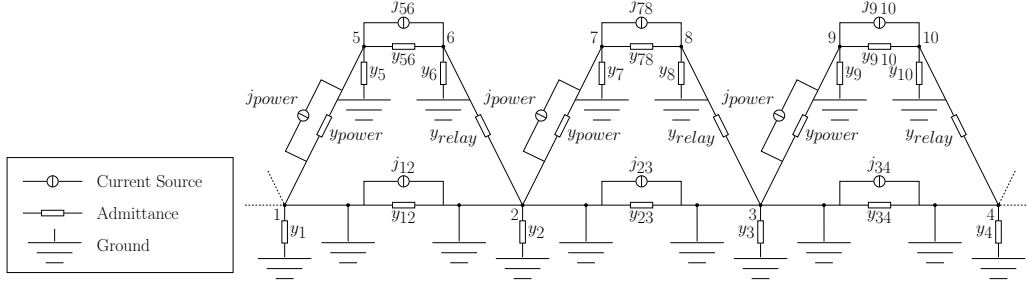 j56 j78 j9 10
5 6 7 8 9 10
y56 y78 y9 10
y5 y6 y7 y8 y9 y10
jpower jpower jpower
ypower yrelay ypower yrelay ypower yrelay
j12 j23 j34
Current Source
1 2 3 4
y12 y23 y34
Admittance
y1 y2 y3 y4
Ground